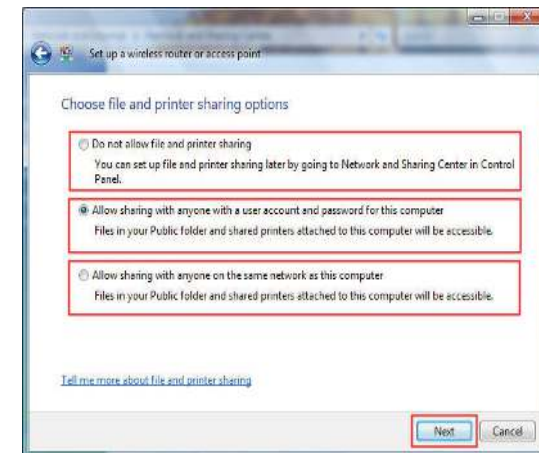 Set up a wireless router or access point
Choose file and printer sharing options
Do not allow file and printer sharing
You can set up file and printer sharing later by going to Network and Sharing Center in Control
Panel.
Allow sharing with anyone with a user account and password for this computer
Files in your Public folder and shared printers attached to this computer will be accessible.
Allow sharing with anyone on the same network as this computer
Files in your Public folder and shared printers attached to this computer will be accessible.
Tell me more about file and printer sharing
Next
Cancel